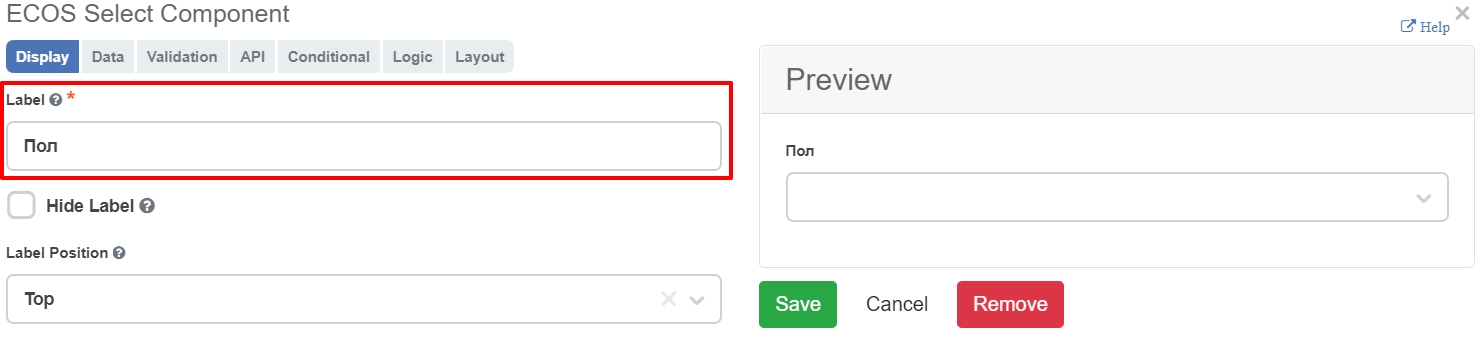 ECOS Select Component
Help
Display Data Validation API Conditional Logic Layout
Label *
Пол
Hide Label
Label Position
Top
Preview
Пол
Save Cancel Remove